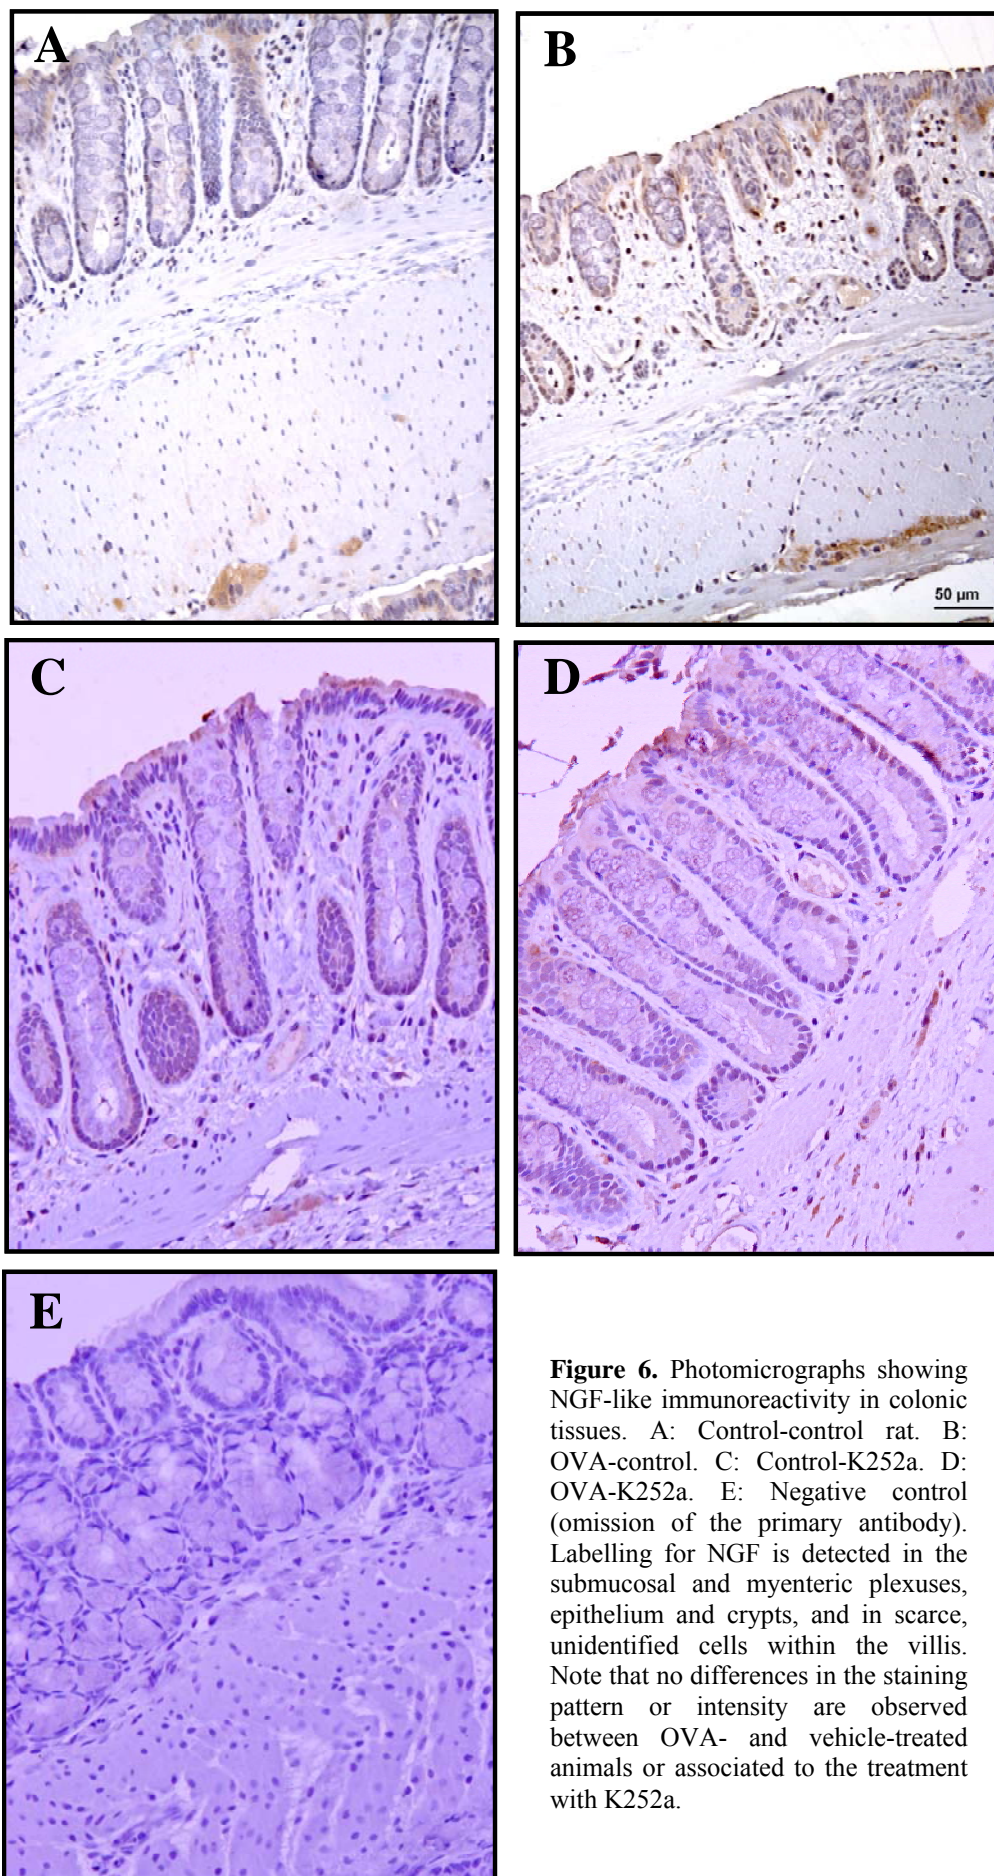 A
B
50 µm
C
D
E
Figure 6. Photomicrographs showing
NGF-like immunoreactivity in colonic
tissues. A: Control-control rat. B:
OVA-control. C: Control-K252a. D:
OVA-K252a. E: Negative control
(omission of the primary antibody).
Labelling for NGF is detected in the
submucosal and myenteric plexuses,
epithelium and crypts, and in scarce,
unidentified cells within the villis.
Note that no differences in the staining
pattern or intensity are observed
between OVA- and vehicle-treated
animals or associated to the treatment
with K252a.